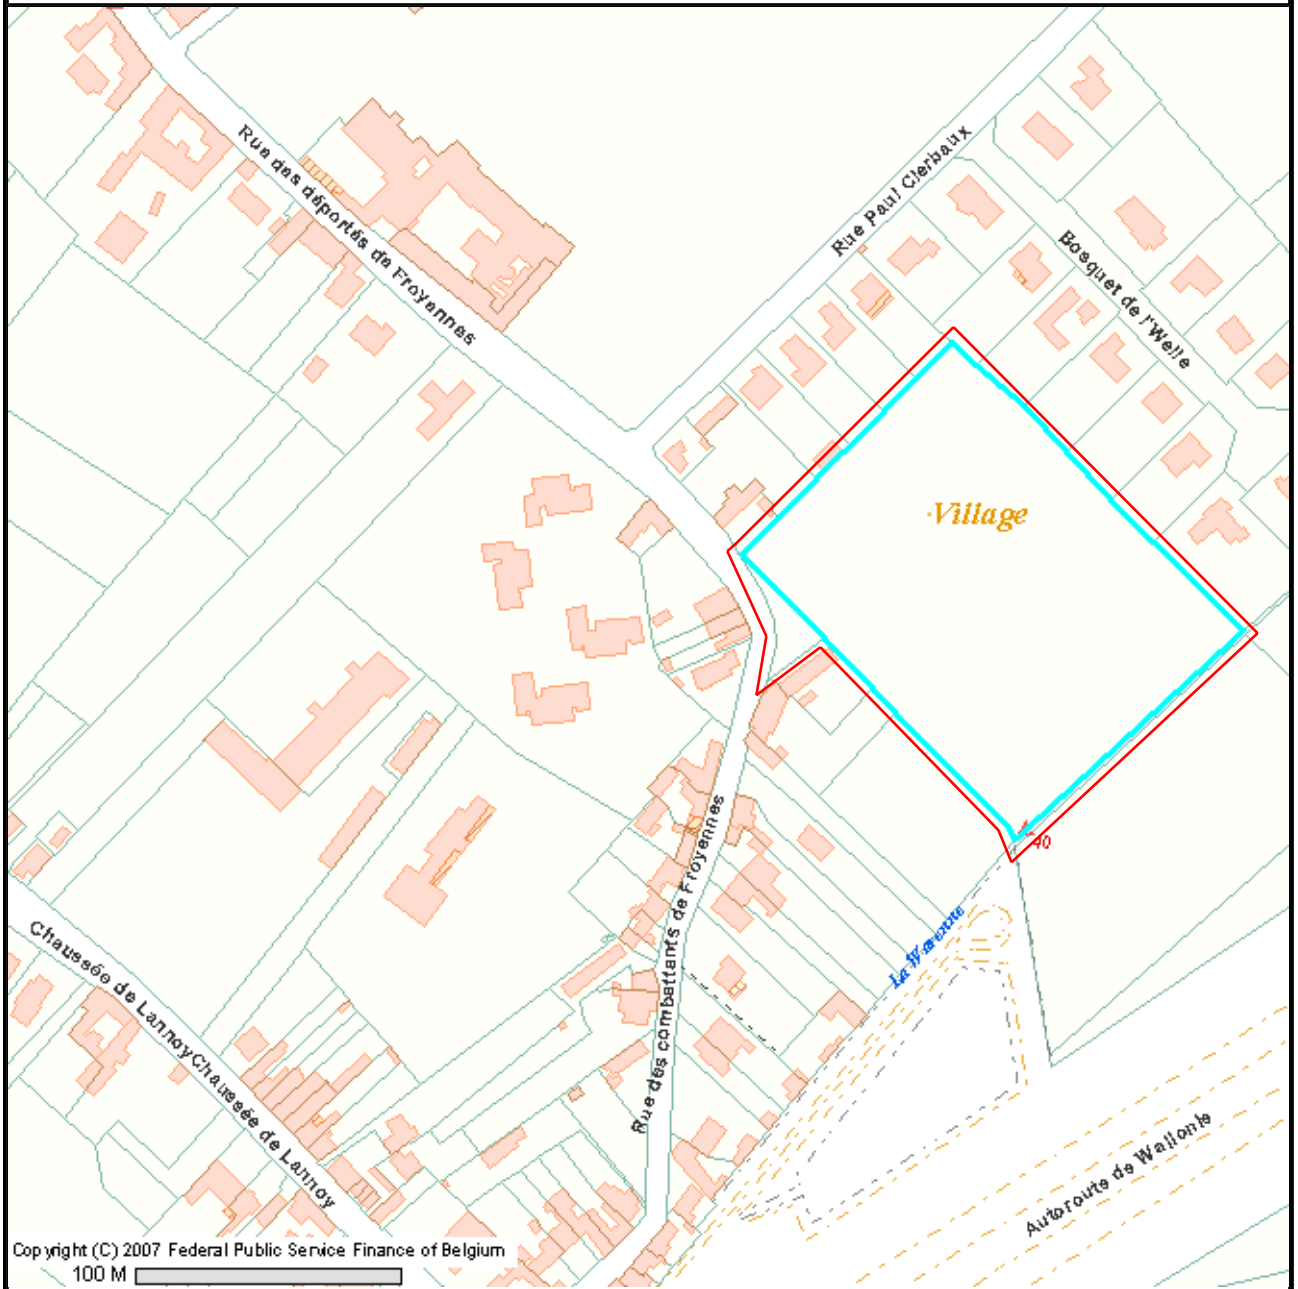 Rue des déportés de Froyennes
Rue Paul Clerbaux
Bosquet de l'Welle
Village
40
Rue des combattants de Froyennes
La Warenne
Chaussée de Lannoy
Chaussée de Lannoy
Autoroute de Wallonie
Copyright (C) 2007 Federal Public Service Finance of Belgium
100 M